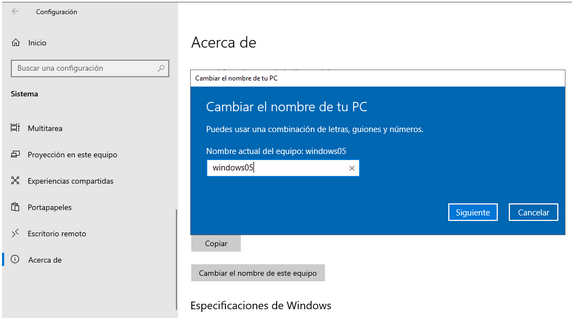 Configuración
Inicio
Buscar una configuración
Sistema
Multitarea
Proyección en este equipo
Experiencias compartidas
Portapapeles
Escritorio remoto
Acerca de
Acerca de
Cambiar el nombre de tu PC
Cambiar el nombre de tu PC
Puedes usar una combinación de letras, guiones y números.
Nombre actual del equipo: windows05
windows05
Siguiente
Cancelar
Copiar
Cambiar el nombre de este equipo
Especificaciones de Windows